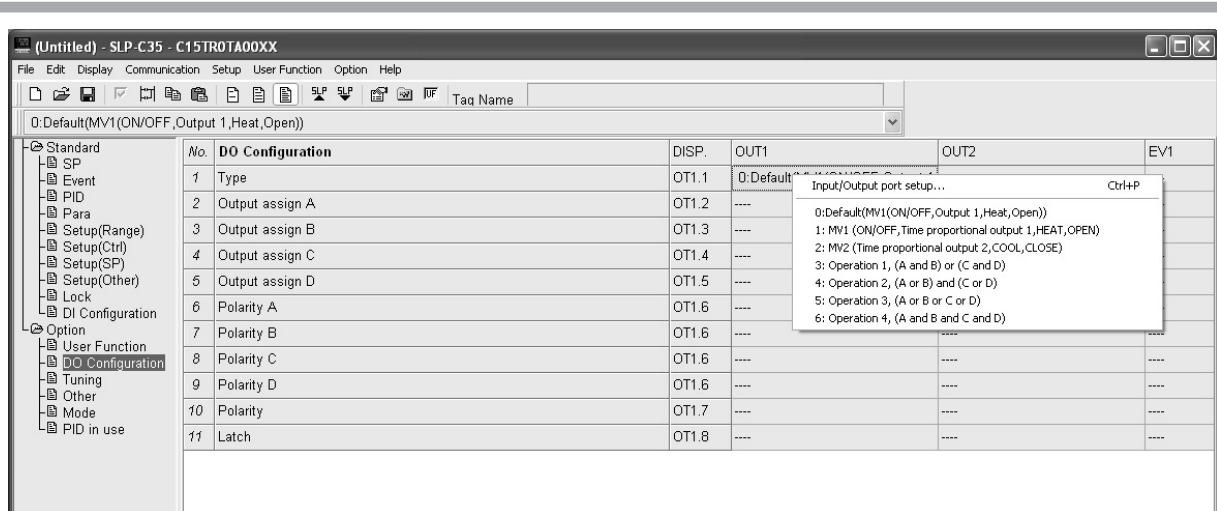 (Untitled) - SLP-C35 - C15TR0TA00XX
File Edit Display Communication Setup User Function Option Help
SLP SLP UF Tag Name
0:Default(MV1(ON/OFF,Output 1,Heat,Open))
Standard
SP
Event
PID
Para
Setup(Range)
Setup(Ctrl)
Setup(SP)
Setup(Other)
Lock
DI Configuration
Option
User Function
DO Configuration
Tuning
Other
Mode
PID in use
No. DO Configuration DISP. OUT1 OUT2 EV1
1 Type OT1.1 0:Default
2 Output assign A OT1.2 ----
3 Output assign B OT1.3 ----
4 Output assign C OT1.4 ----
5 Output assign D OT1.5 ----
6 Polarity A OT1.6 ----
7 Polarity B OT1.6 ---- ---- ----
8 Polarity C OT1.6 ---- ---- ----
9 Polarity D OT1.6 ---- ---- ----
10 Polarity OT1.7 ---- ---- ----
11 Latch OT1.8 ---- ---- ----
Input/Output port setup... Ctrl+P
0:Default(MV1(ON/OFF,Output 1,Heat,Open))
1: MV1 (ON/OFF,Time proportional output 1,HEAT,OPEN)
2: MV2 (Time proportional output 2,COOL,CLOSE)
3: Operation 1, (A and B) or (C and D)
4: Operation 2, (A or B) and (C or D)
5: Operation 3, (A or B or C or D)
6: Operation 4, (A and B and C and D)